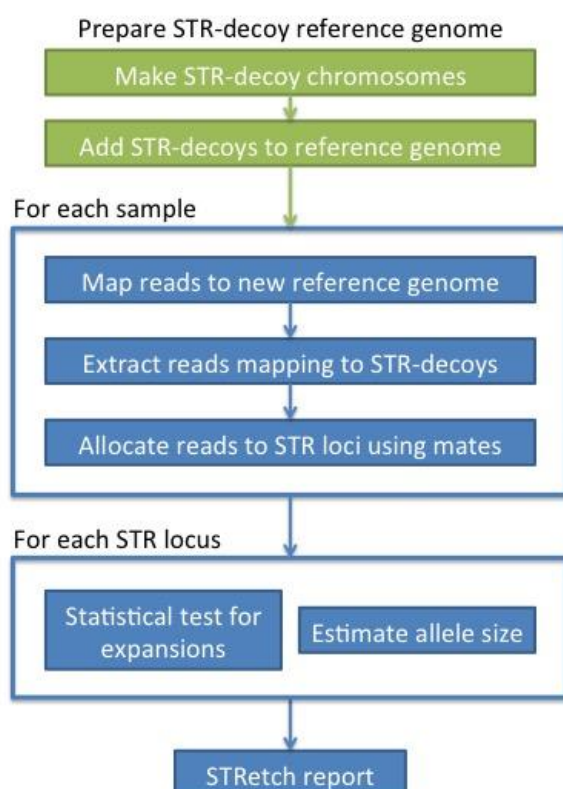 Prepare STR-decoy reference genome
Make STR-decoy chromosomes
Add STR-decoys to reference genome
For each sample
Map reads to new reference genome
Extract reads mapping to STR-decoys
Allocate reads to STR loci using mates
For each STR locus
Statistical test for
expansions
Estimate allele size
STRetch report